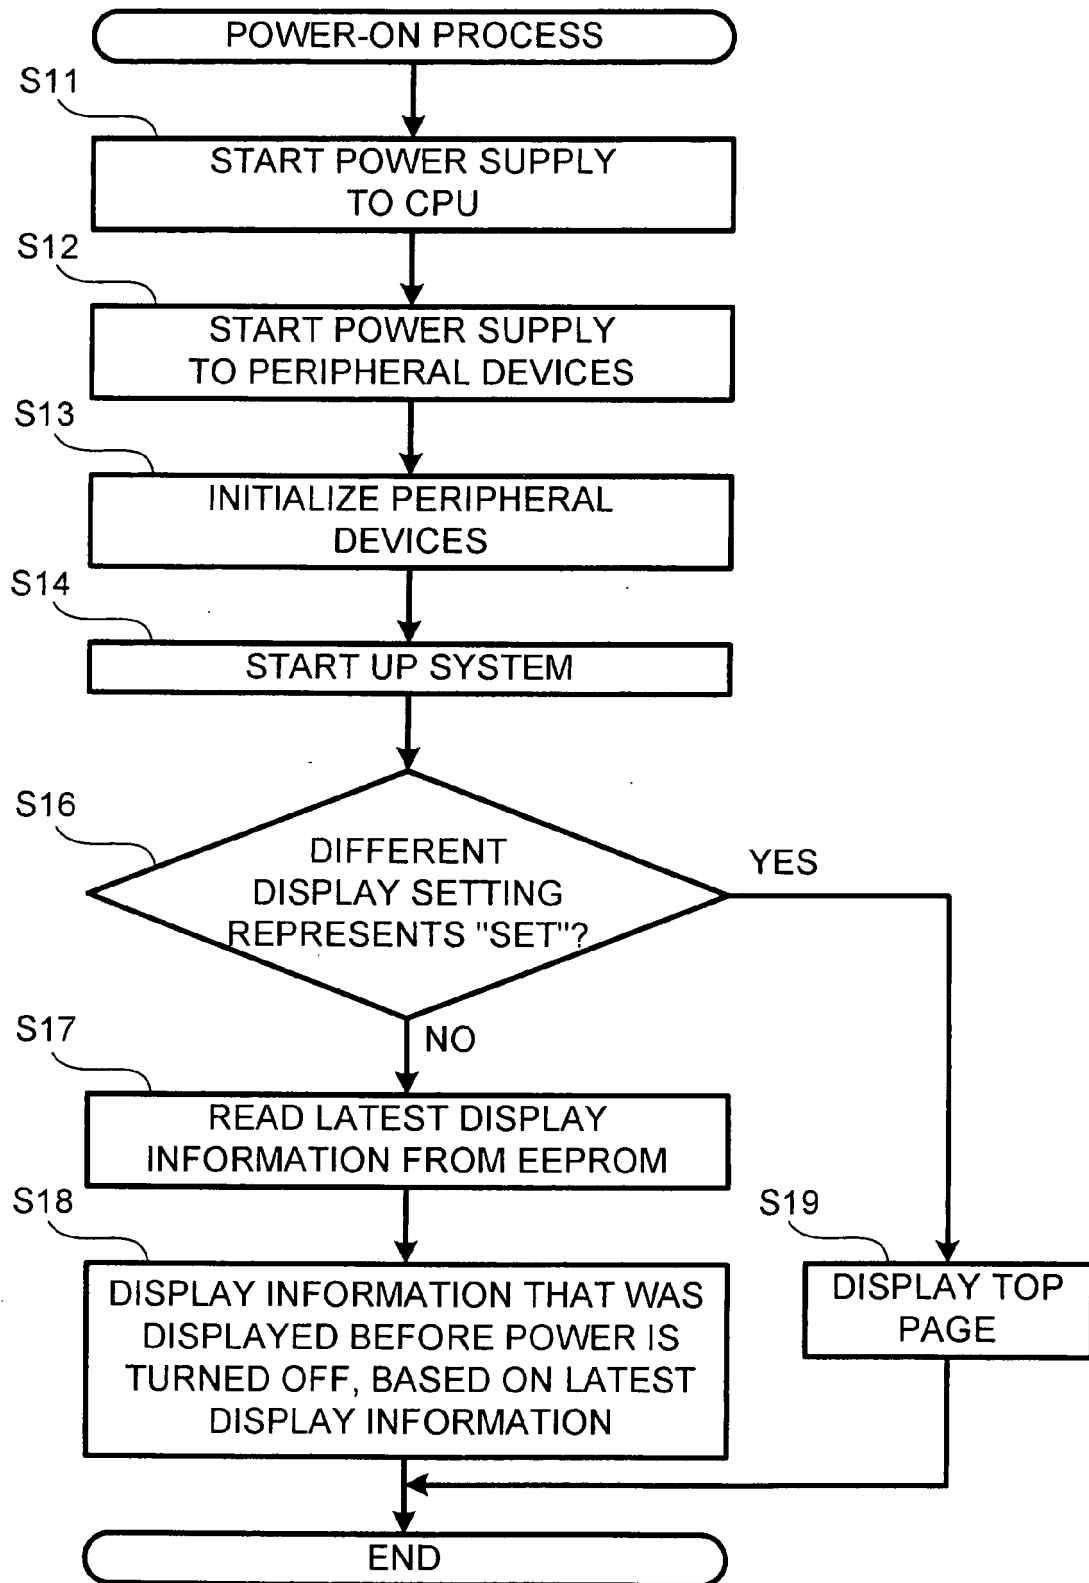 POWER-ON PROCESS
S11
START POWER SUPPLY
TO CPU
S12
START POWER SUPPLY
TO PERIPHERAL DEVICES
S13
INITIALIZE PERIPHERAL
DEVICES
S14
START UP SYSTEM
S16
DIFFERENT
DISPLAY SETTING
REPRESENTS "SET"?
YES
NO
S17
READ LATEST DISPLAY
INFORMATION FROM EEPROM
S18
DISPLAY INFORMATION THAT WAS
DISPLAYED BEFORE POWER IS
TURNED OFF, BASED ON LATEST
DISPLAY INFORMATION
S19
DISPLAY TOP
PAGE
END